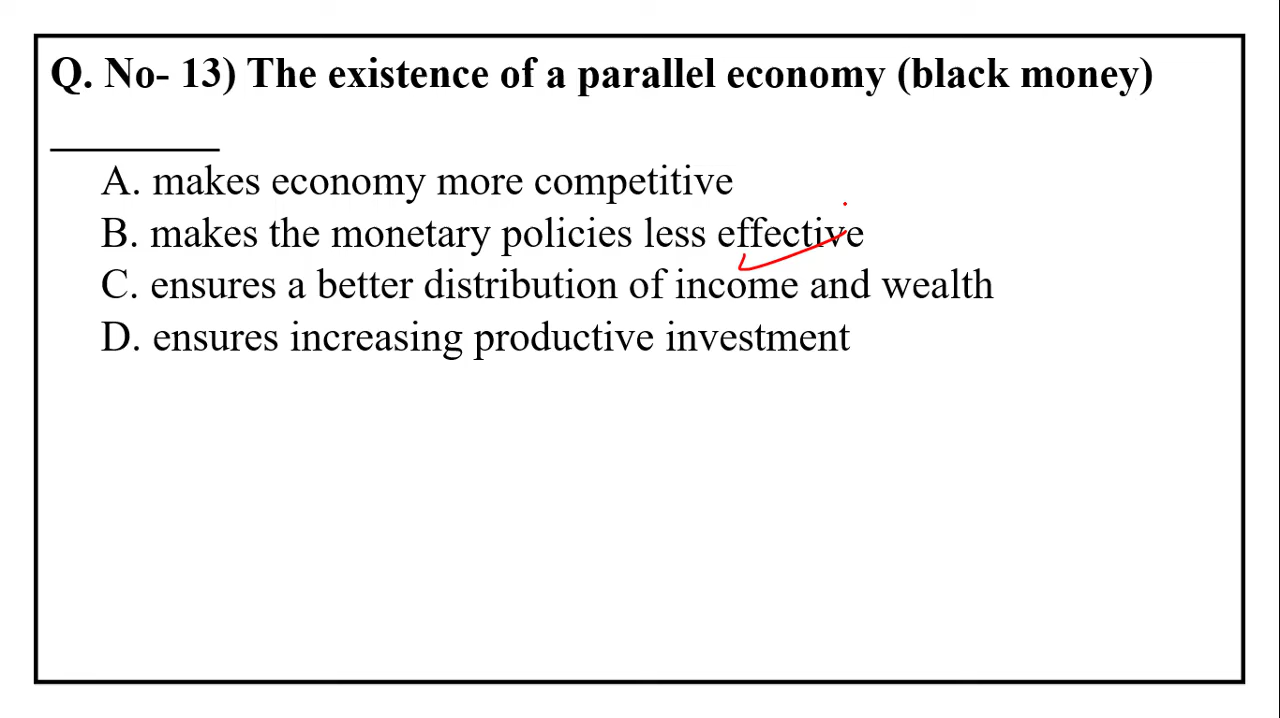 Q. No- 13) The existence of a parallel economy (black money)
________
A. makes economy more competitive
B. makes the monetary policies less effective
C. ensures a better distribution of income and wealth
D. ensures increasing productive investment